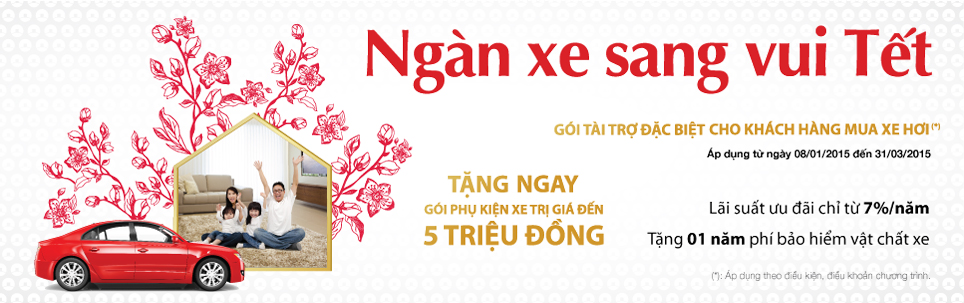 Ngàn xe sang vui Tết
GÓI TÀI TRỢ ĐẶC BIỆT CHO KHÁCH HÀNG MUA XE HƠI (*)
Áp dụng từ ngày 08/01/2015 đến 31/03/2015
TẶNG NGAY
GÓI PHỤ KIỆN XE TRỊ GIÁ ĐẾN
5 TRIỆU ĐỒNG
Lãi suất ưu đãi chỉ từ 7%/năm
Tặng 01 năm phí bảo hiểm vật chất xe
(*): Áp dụng theo điều kiện, điều khoản chương trình.